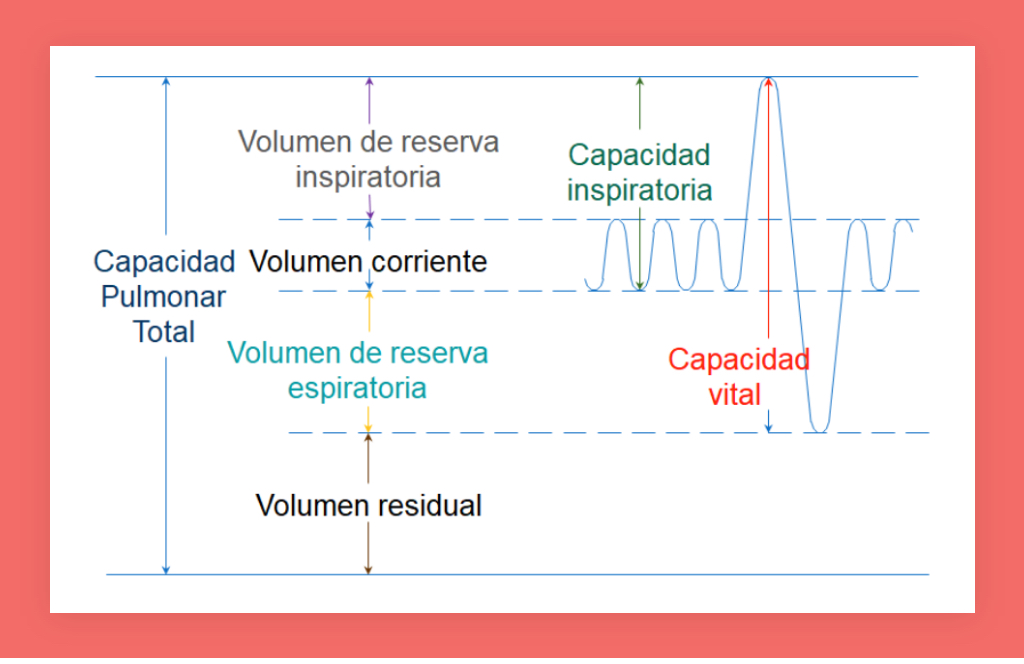 Volumen de reserva
inspiratoria
Capacidad
inspiratoria
Capacidad
Pulmonar
Total
Volumen corriente
Volumen de reserva
espiratoria
Capacidad
vital
Volumen residual